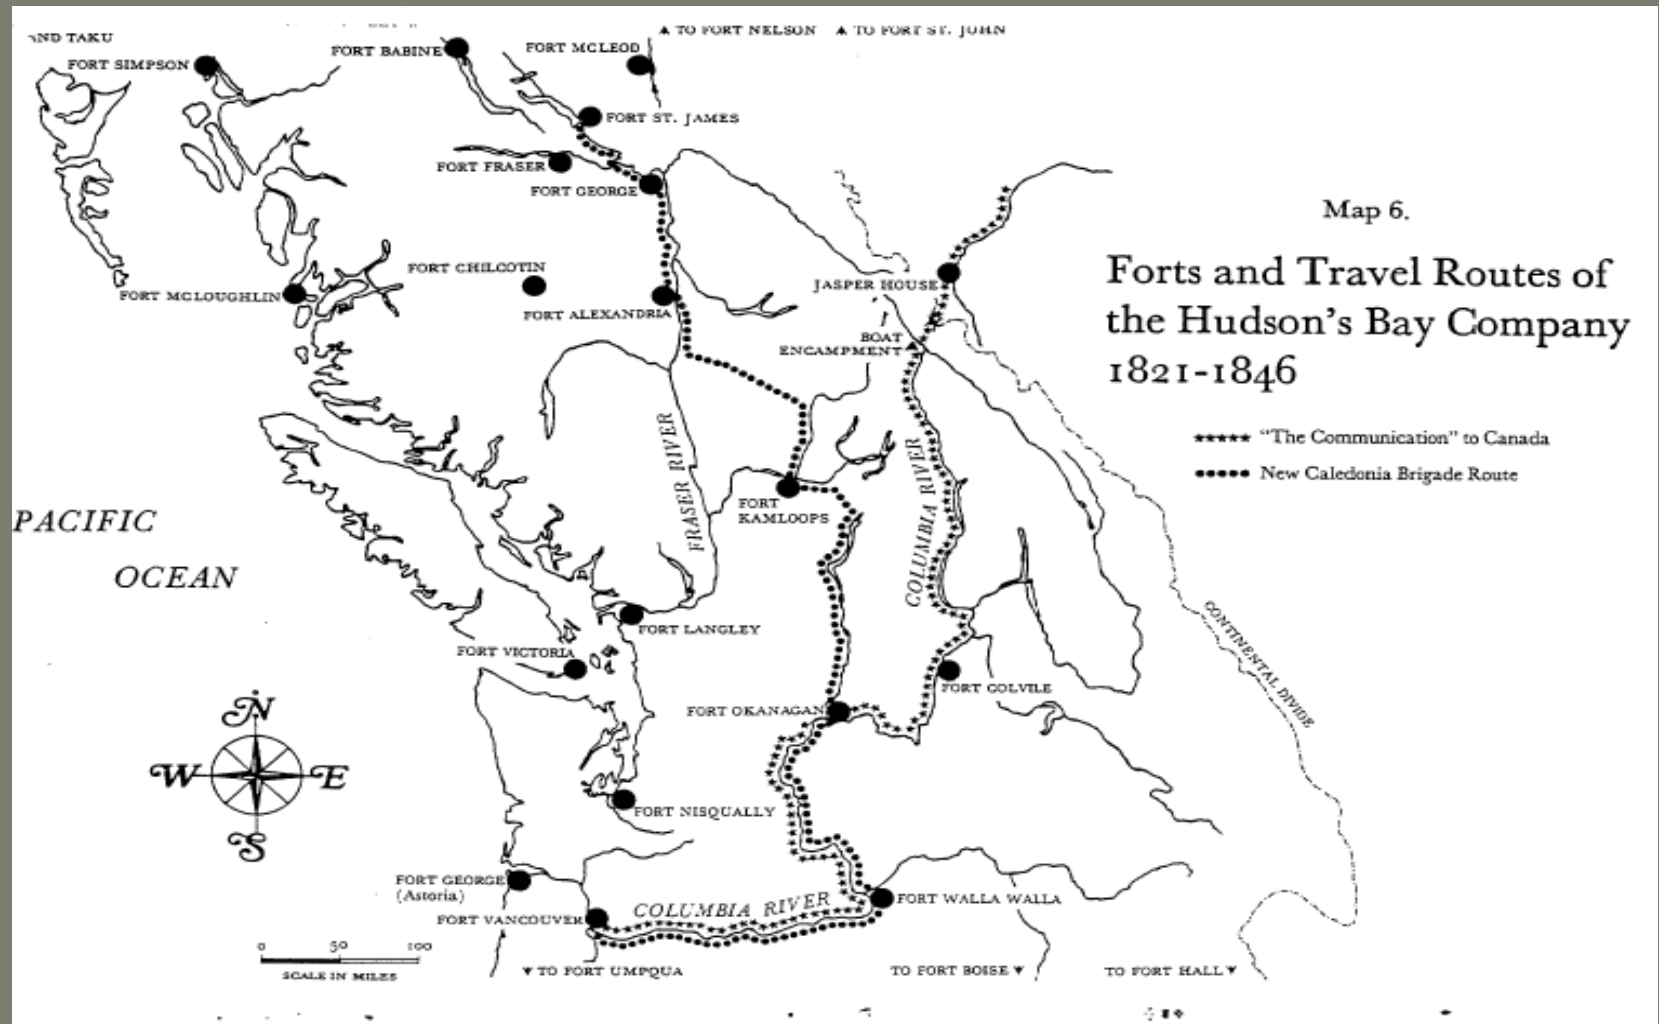 AND TAKU
▲ TO FORT NELSON ▲ TO FORT ST. JOHN
FORT SIMPSON
FORT BABINE
FORT MCLEOD
FORT ST. JAMES
FORT FRASER
FORT GEORGE
Map 6.
Forts and Travel Routes of
the Hudson's Bay Company
1821-1846
★★★★★ "The Communication" to Canada
●●●●●● New Caledonia Brigade Route
FORT CHILCOTIN
FORT MCLOUGHLIN
FORT ALEXANDRIA
JASPER HOUSE
BOAT
ENCAMPMENT
FRASER RIVER
COLUMBIA RIVER
FORT
KAMLOOPS
PACIFIC
OCEAN
FORT LANGLEY
FORT VICTORIA
CONTINENTAL DIVIDE
FORT COLVILE
FORT OKANAGAN
N
W E
S
FORT NISQUALLY
FORT GEORGE
(Astoria)
FORT VANCOUVER
COLUMBIA RIVER
FORT WALLA WALLA
0 50 100
SCALE IN MILES
▼ TO FORT UMPQUA
TO FORT BOISE ▼
TO FORT HALL ▼